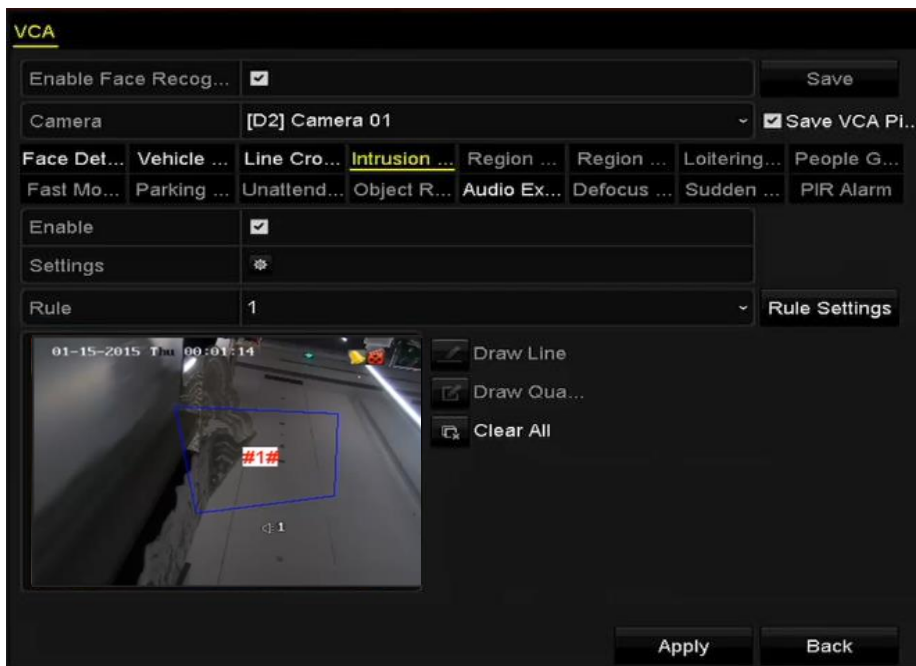 VCA
Enable Face Recog... Save
Camera [D2] Camera 01 Save VCA Pi..
Face Det... Vehicle ... Line Cro... Intrusion ... Region ... Region ... Loitering... People G...
Fast Mo... Parking ... Unattend... Object R... Audio Ex... Defocus ... Sudden ... PIR Alarm
Enable
Settings
Rule 1 Rule Settings
01-15-2015 Thu 00:01:14
Draw Line
Draw Qua...
Clear All
#1#
1
Apply Back